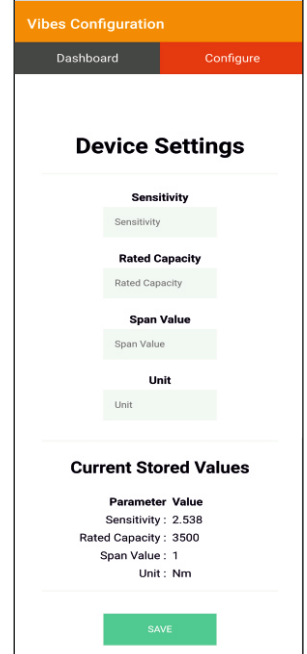 Vibes Configuration
Dashboard Configure
Device Settings
Sensitivity
Sensitivity
Rated Capacity
Rated Capacity
Span Value
Span Value
Unit
Unit
Current Stored Values
Parameter Value
Sensitivity : 2.538
Rated Capacity : 3500
Span Value : 1
Unit : Nm
SAVE